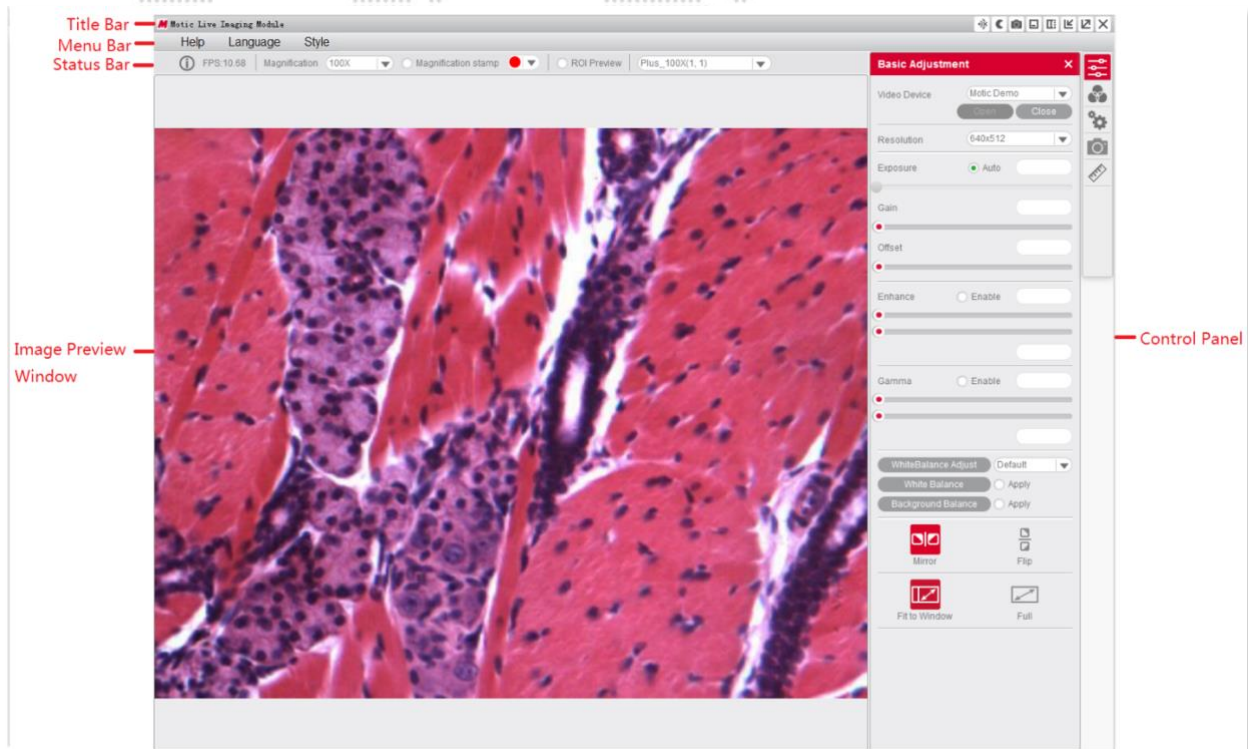 Title Bar
Motic Live Imaging Module
Menu Bar
Help Language Style
Status Bar
FPS:10.68 Magnification 100X Magnification stamp ROI Preview Plus_100X(1, 1)
Basic Adjustment
Video Device Motic Demo
Open Close
Resolution 640x512
Exposure Auto
Gain
Offset
Enhance Enable
Image Preview
Window
Control Panel
Gamma Enable
WhiteBalance Adjust Default
White Balance Apply
Background Balance Apply
Mirror Flip
Fit to Window Full